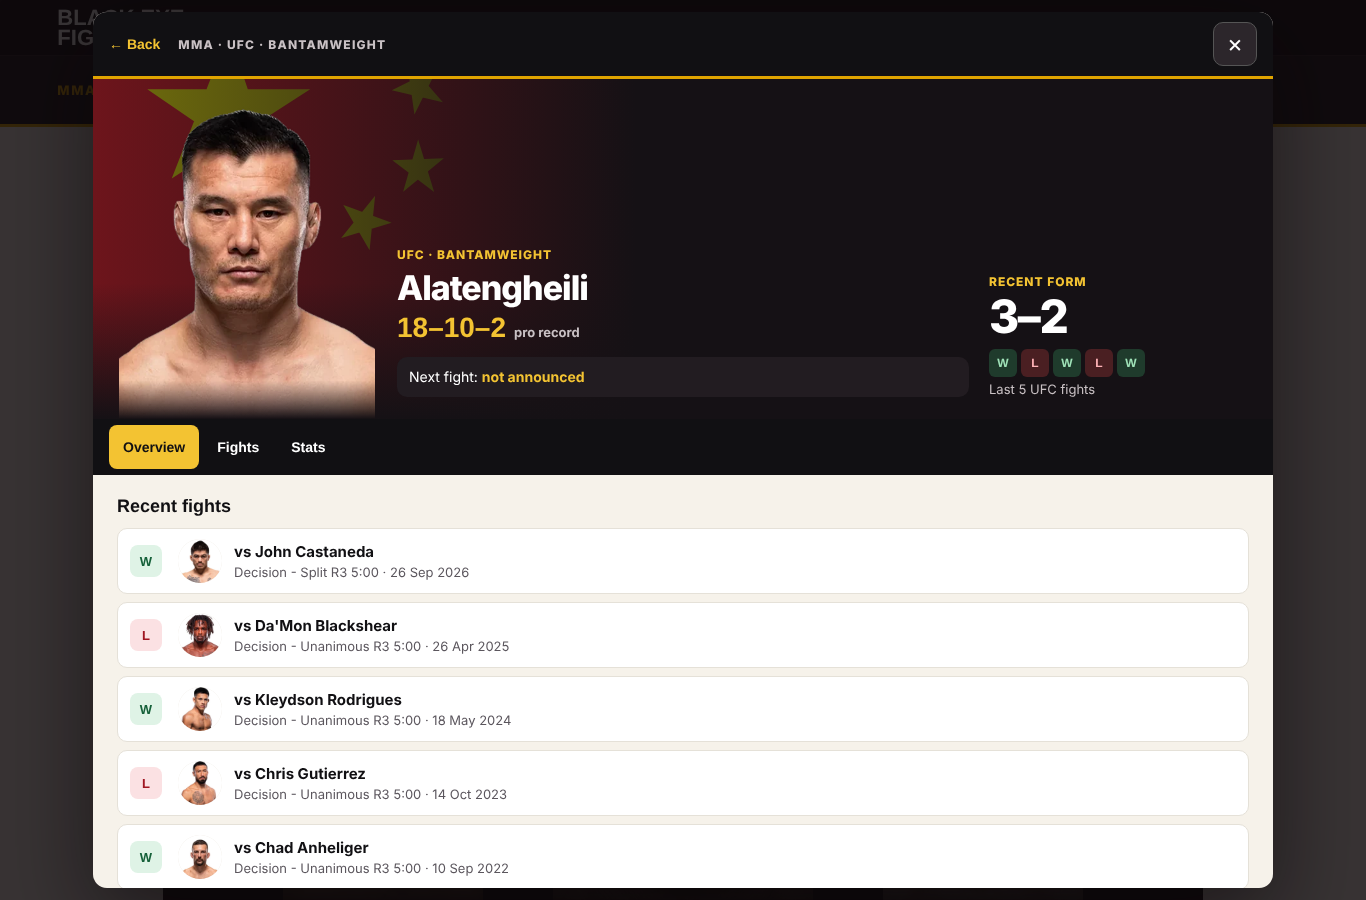 ← Back
MMA · UFC · BANTAMWEIGHT
×
MMA
UFC · BANTAMWEIGHT
Alatengheili
18–10–2 pro record
Next fight: not announced
RECENT FORM
3–2
W L W L W
Last 5 UFC fights
Overview
Fights
Stats
Recent fights
W
vs John Castaneda
Decision - Split R3 5:00 · 26 Sep 2026
L
vs Da'Mon Blackshear
Decision - Unanimous R3 5:00 · 26 Apr 2025
W
vs Kleydson Rodrigues
Decision - Unanimous R3 5:00 · 18 May 2024
L
vs Chris Gutierrez
Decision - Unanimous R3 5:00 · 14 Oct 2023
W
vs Chad Anheliger
Decision - Unanimous R3 5:00 · 10 Sep 2022